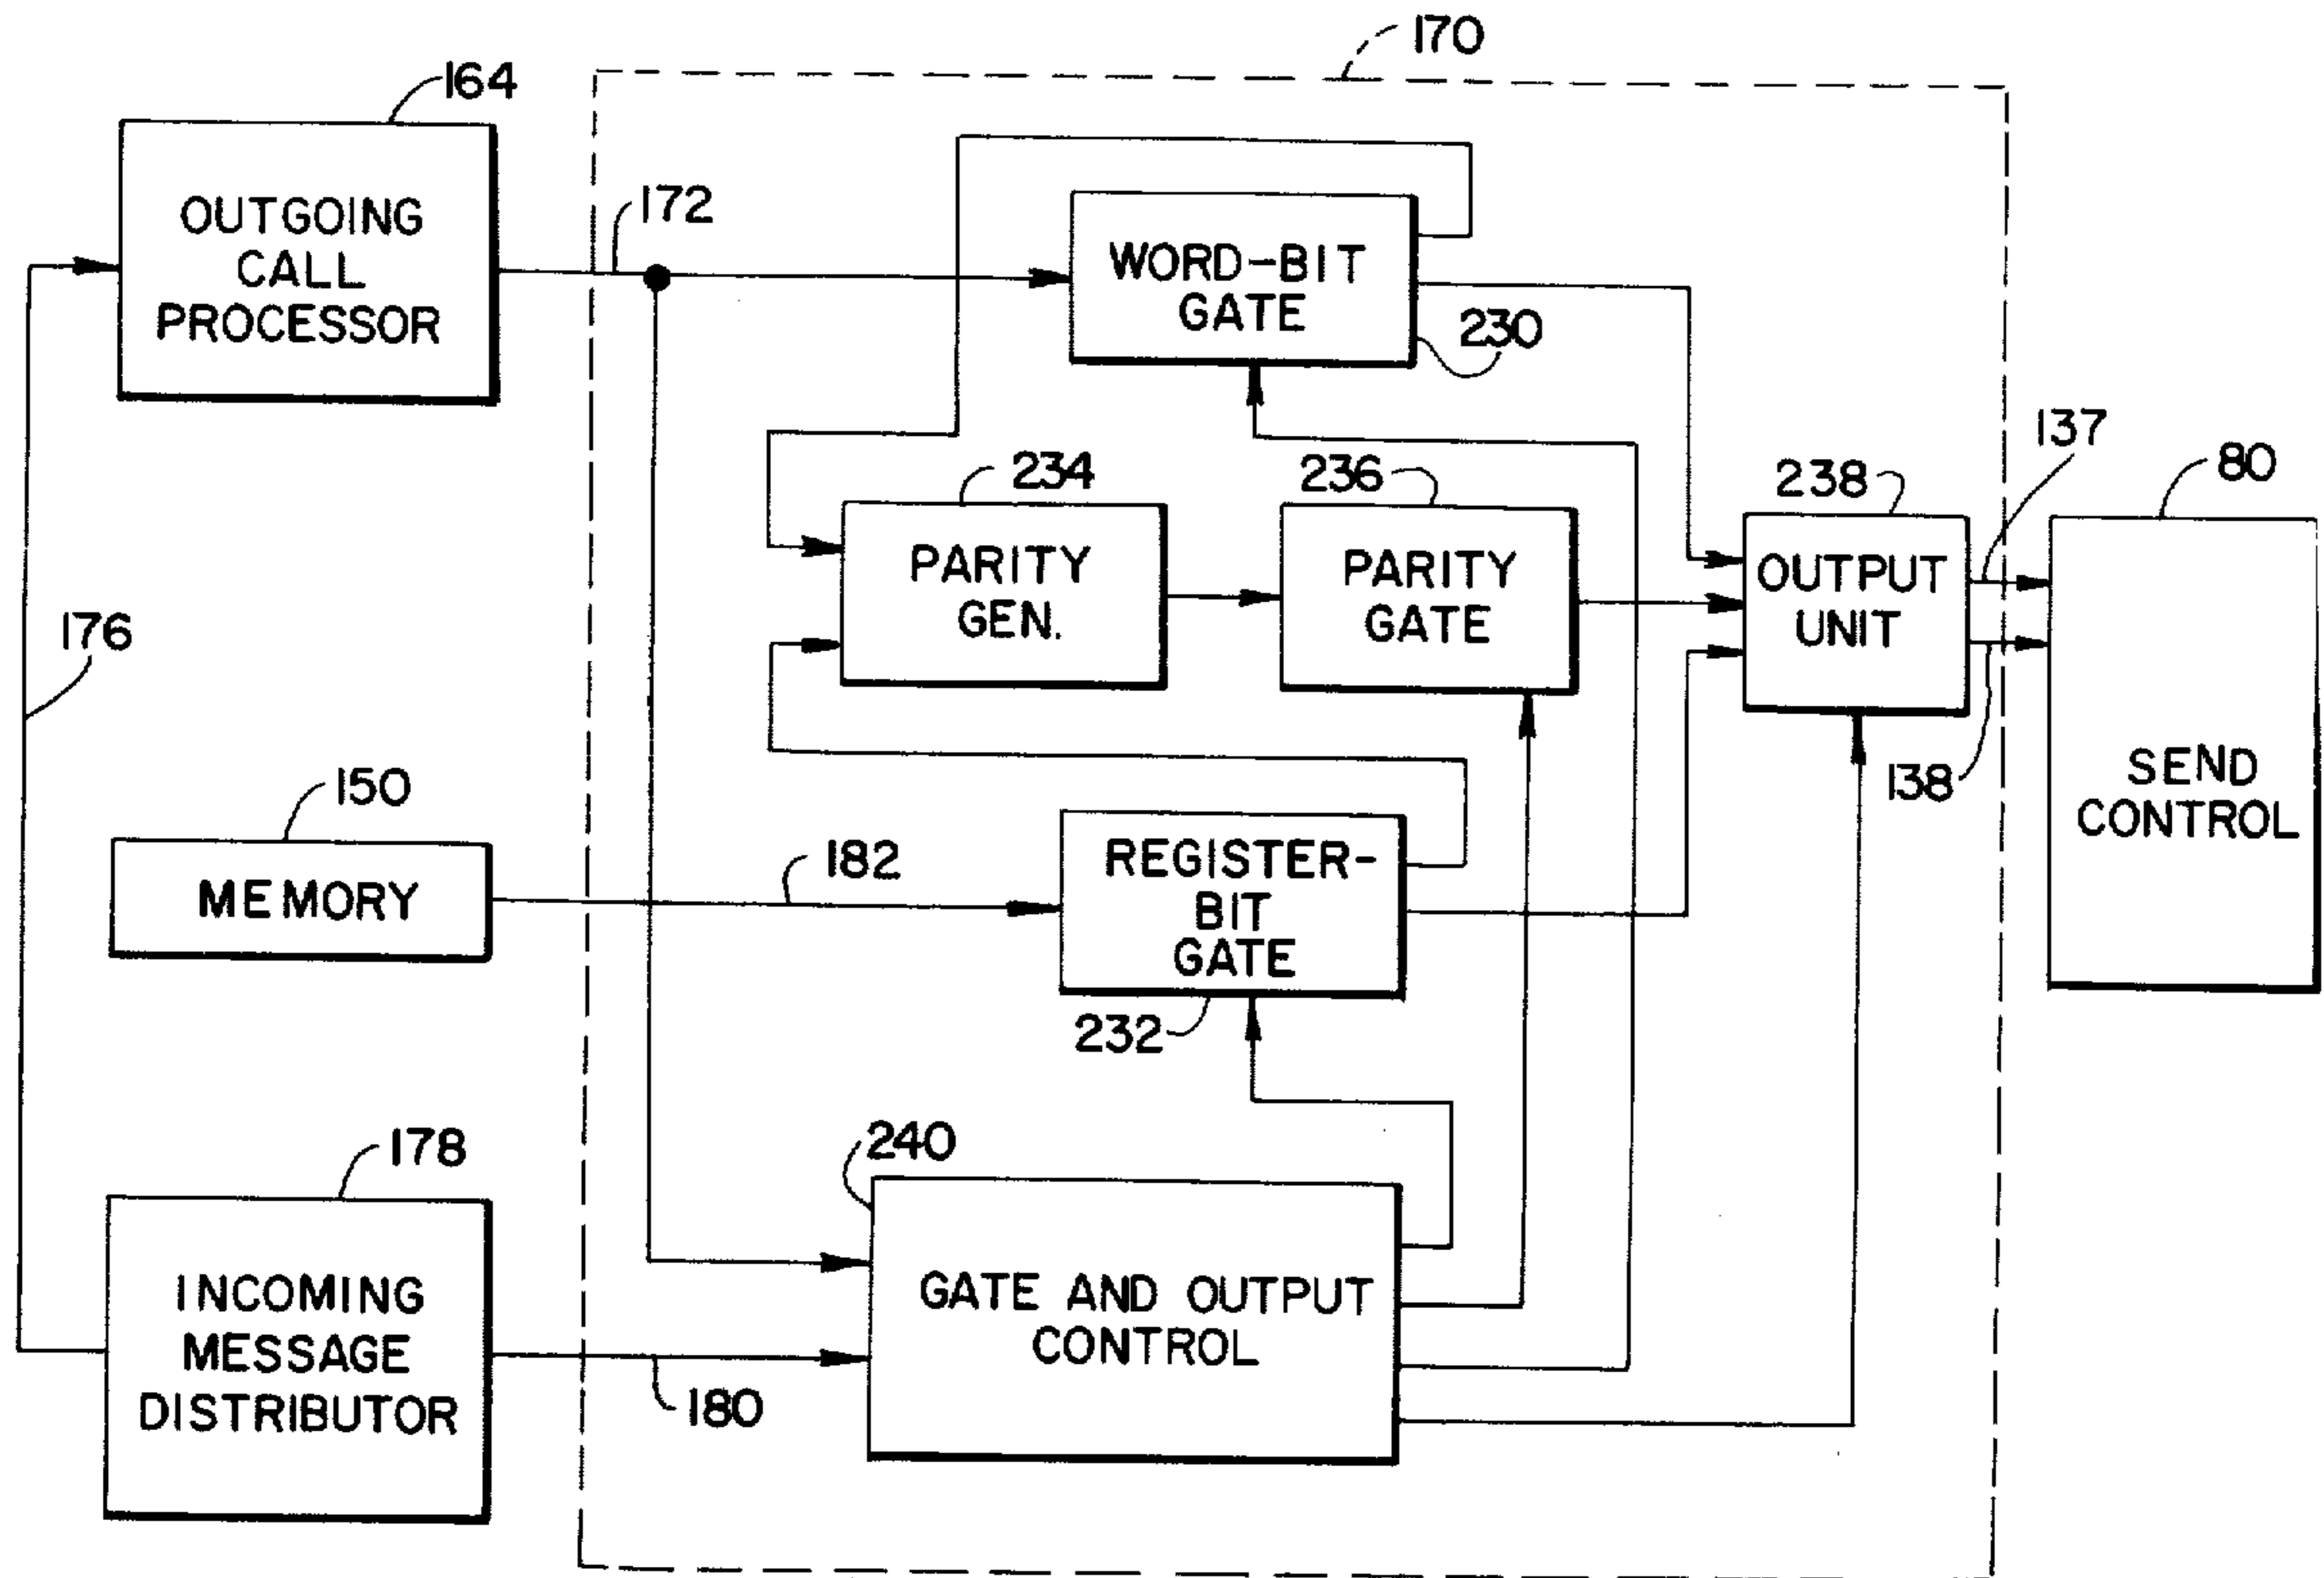 170
164
OUTGOING
CALL
PROCESSOR
172
WORD-BIT
GATE
230
137
80
234
236
238
PARITY
GEN.
PARITY
GATE
OUTPUT
UNIT
176
138
SEND
CONTROL
150
MEMORY
182
REGISTER-
BIT
GATE
232
178
240
INCOMING
MESSAGE
DISTRIBUTOR
GATE AND OUTPUT
CONTROL
180